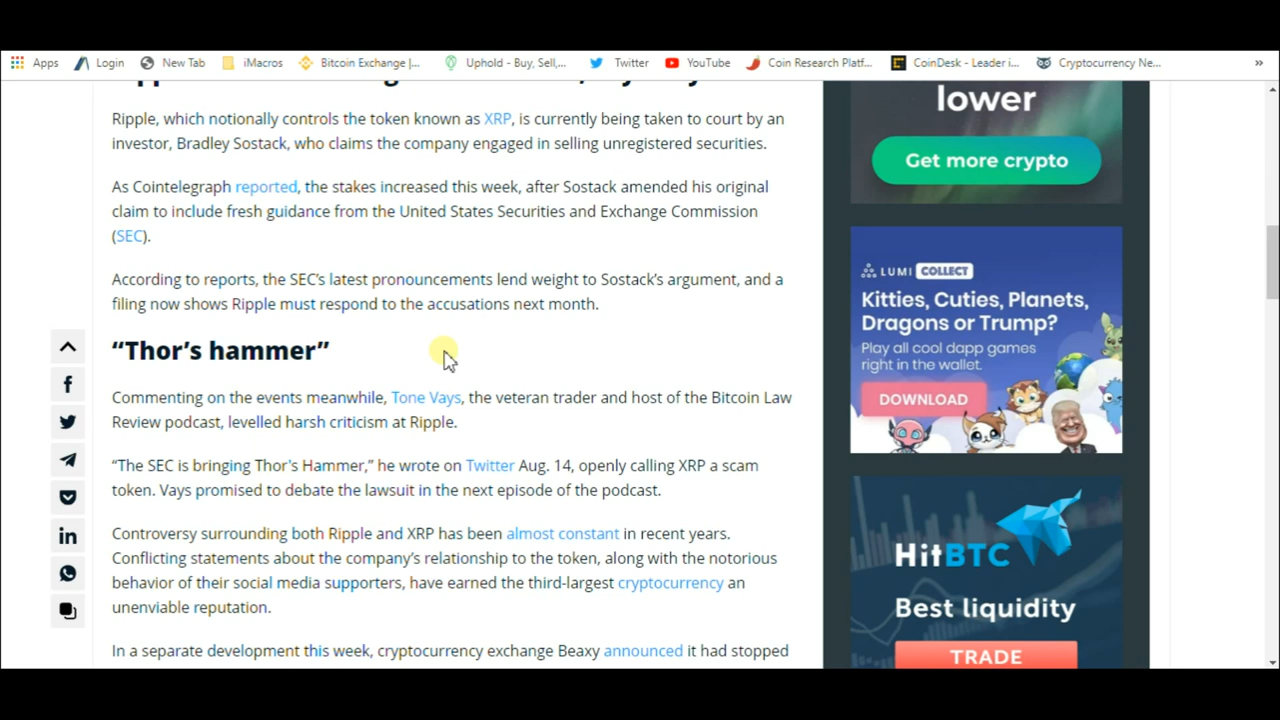 Apps Login New Tab iMacros Bitcoin Exchange |... Uphold - Buy, Sell,... Twitter YouTube Coin Research Platf... CoinDesk - Leader i... Cryptocurrency Ne... »
Ripple, which notionally controls the token known as XRP, is currently being taken to court by an
investor, Bradley Sostack, who claims the company engaged in selling unregistered securities.
As Cointelegraph reported, the stakes increased this week, after Sostack amended his original
claim to include fresh guidance from the United States Securities and Exchange Commission
(SEC).
According to reports, the SEC’s latest pronouncements lend weight to Sostack’s argument, and a
filing now shows Ripple must respond to the accusations next month.
“Thor’s hammer”
Commenting on the events meanwhile, Tone Vays, the veteran trader and host of the Bitcoin Law
Review podcast, levelled harsh criticism at Ripple.
“The SEC is bringing Thor’s Hammer,” he wrote on Twitter Aug. 14, openly calling XRP a scam
token. Vays promised to debate the lawsuit in the next episode of the podcast.
Controversy surrounding both Ripple and XRP has been almost constant in recent years.
Conflicting statements about the company’s relationship to the token, along with the notorious
behavior of their social media supporters, have earned the third-largest cryptocurrency an
unenviable reputation.
In a separate development this week, cryptocurrency exchange Beaxy announced it had stopped
lower
Get more crypto
LUMI COLLECT
Kitties, Cuties, Planets,
Dragons or Trump?
Play all cool dapp games
right in the wallet.
DOWNLOAD
HitBTC
Best liquidity
TRADE